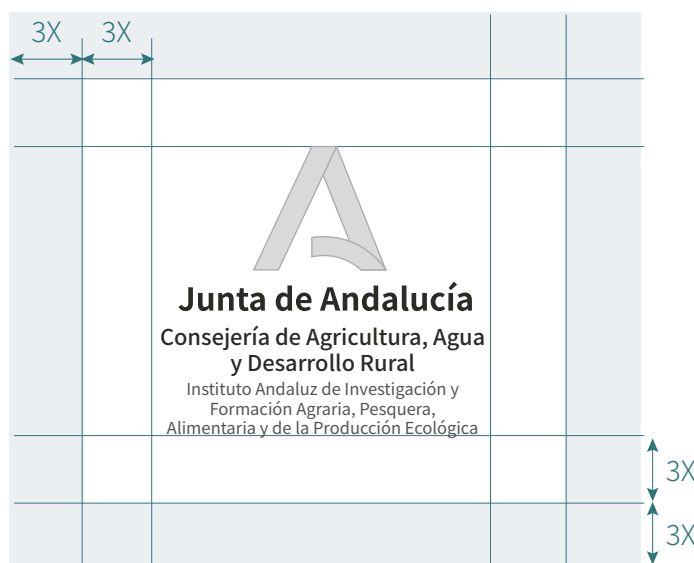 3X 3X
Junta de Andalucía
Consejería de Agricultura, Agua
y Desarrollo Rural
Instituto Andaluz de Investigación y
Formación Agraria, Pesquera,
Alimentaria y de la Producción Ecológica
3X
3X